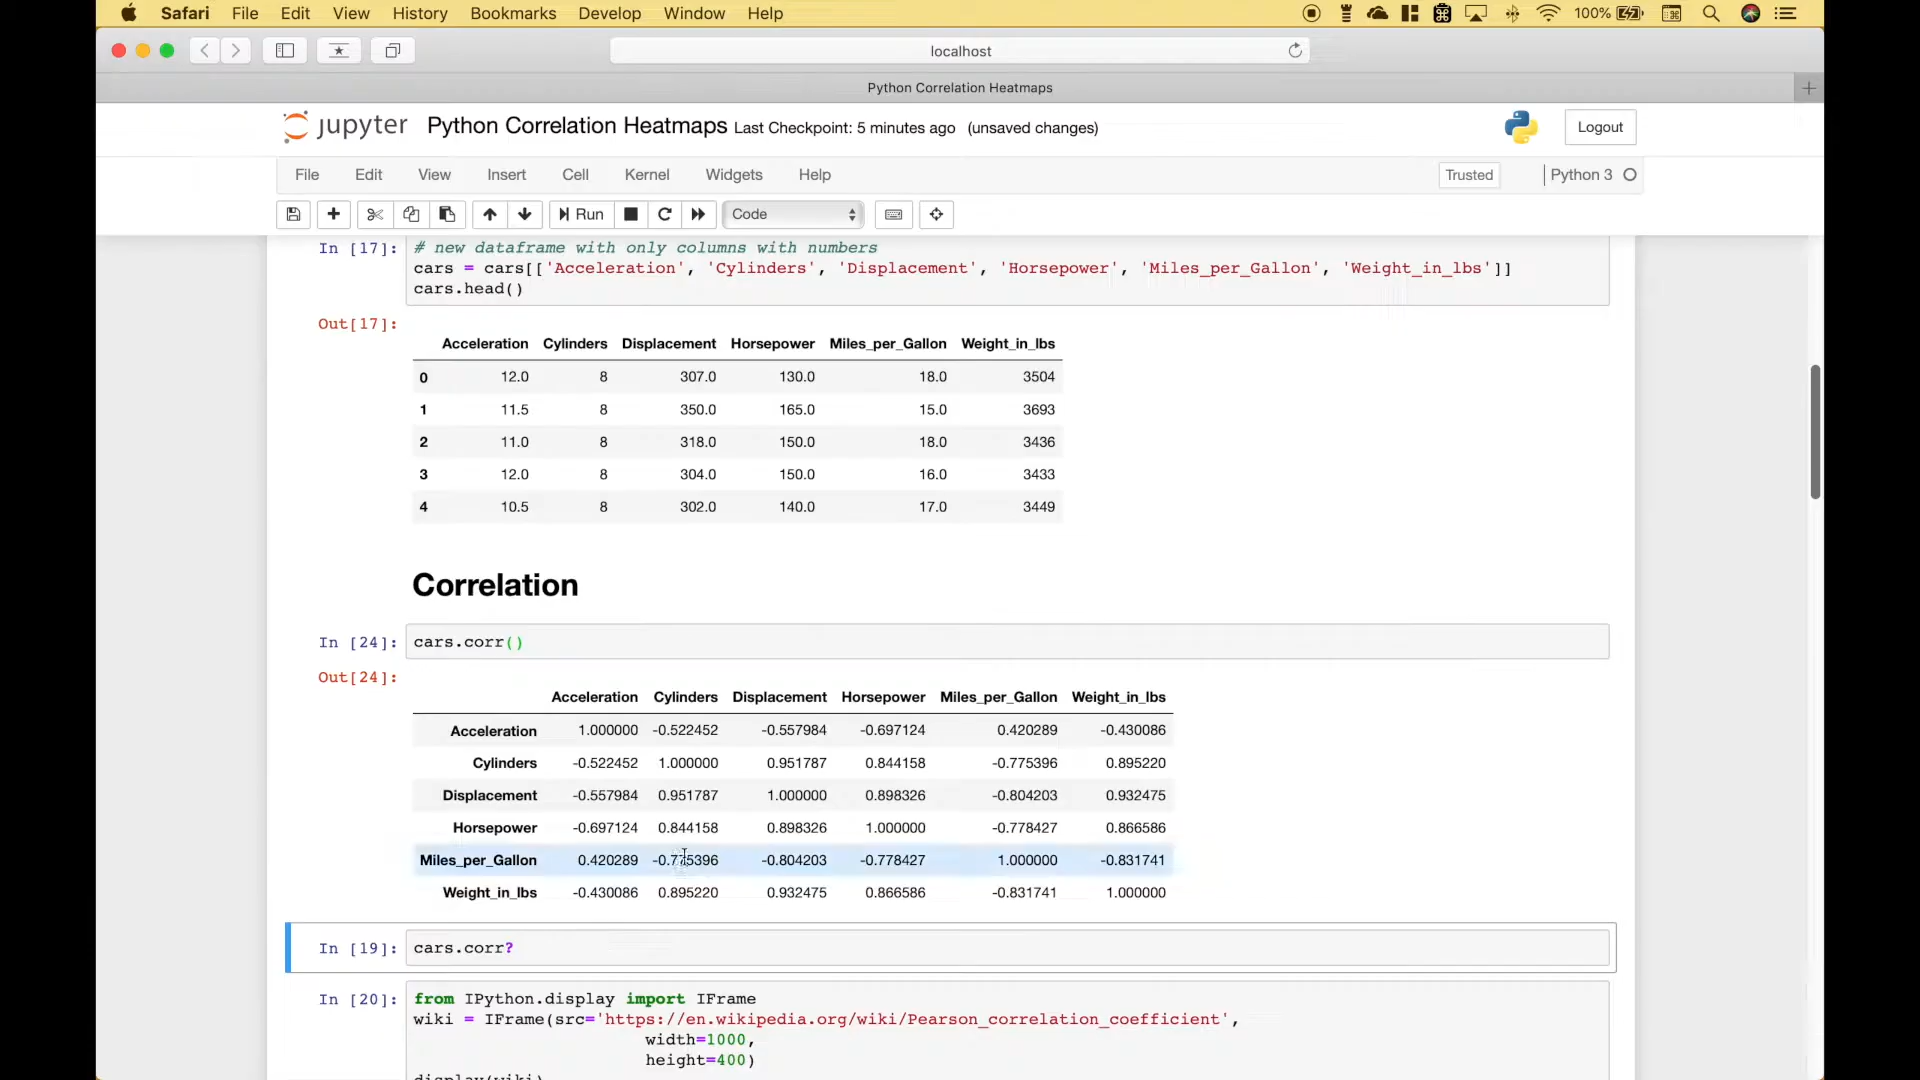 Safari File Edit View History Bookmarks Develop Window Help 100%
localhost
Python Correlation Heatmaps
jupyter Python Correlation Heatmaps Last Checkpoint: 5 minutes ago (unsaved changes) Logout
File Edit View Insert Cell Kernel Widgets Help Trusted Python 3
Run Code
In [17]: # new dataframe with only columns with numbers
cars = cars[['Acceleration', 'Cylinders', 'Displacement', 'Horsepower', 'Miles_per_Gallon', 'Weight_in_lbs']]
cars.head()
Out[17]:
Acceleration Cylinders Displacement Horsepower Miles_per_Gallon Weight_in_lbs
0 12.0 8 307.0 130.0 18.0 3504
1 11.5 8 350.0 165.0 15.0 3693
2 11.0 8 318.0 150.0 18.0 3436
3 12.0 8 304.0 150.0 16.0 3433
4 10.5 8 302.0 140.0 17.0 3449
Correlation
In [24]: cars.corr()
Out[24]:
Acceleration Cylinders Displacement Horsepower Miles_per_Gallon Weight_in_lbs
Acceleration 1.000000 -0.522452 -0.557984 -0.697124 0.420289 -0.430086
Cylinders -0.522452 1.000000 0.951787 0.844158 -0.775396 0.895220
Displacement -0.557984 0.951787 1.000000 0.898326 -0.804203 0.932475
Horsepower -0.697124 0.844158 0.898326 1.000000 -0.778427 0.866586
Miles_per_Gallon 0.420289 -0.775396 -0.804203 -0.778427 1.000000 -0.831741
Weight_in_lbs -0.430086 0.895220 0.932475 0.866586 -0.831741 1.000000
In [19]: cars.corr?
In [20]: from IPython.display import IFrame
wiki = IFrame(src='https://en.wikipedia.org/wiki/Pearson_correlation_coefficient',
width=1000,
height=400)
display(wiki)